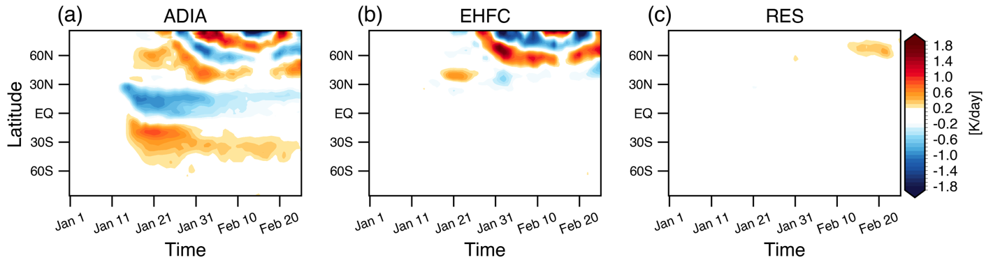 (a) ADIA
(b) EHFC
(c) RES
Latitude
60N
30N
EQ
30S
60S
60N
30N
EQ
30S
60S
60N
30N
EQ
30S
60S
1.8
1.4
1.0
0.6
0.2
-0.2
-0.6
-1.0
-1.4
-1.8
[K/day]
Jan 1 Jan 11 Jan 21 Jan 31 Feb 10 Feb 20
Jan 1 Jan 11 Jan 21 Jan 31 Feb 10 Feb 20
Jan 1 Jan 11 Jan 21 Jan 31 Feb 10 Feb 20
Time
Time
Time